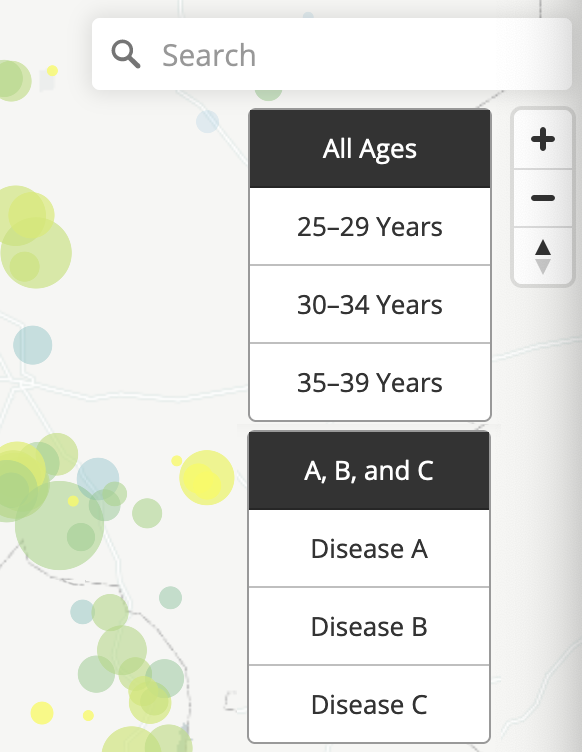 Search
All Ages
25–29 Years
30–34 Years
35–39 Years
A, B, and C
Disease A
Disease B
Disease C